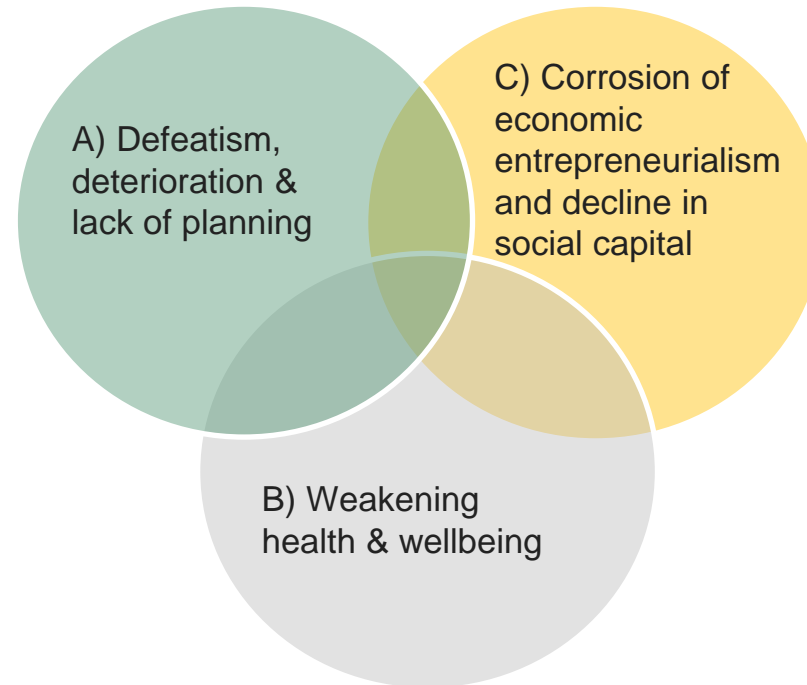 A) Defeatism,
deterioration &
lack of planning
C) Corrosion of
economic
entrepreneurialism
and decline in
social capital
B) Weakening
health & wellbeing